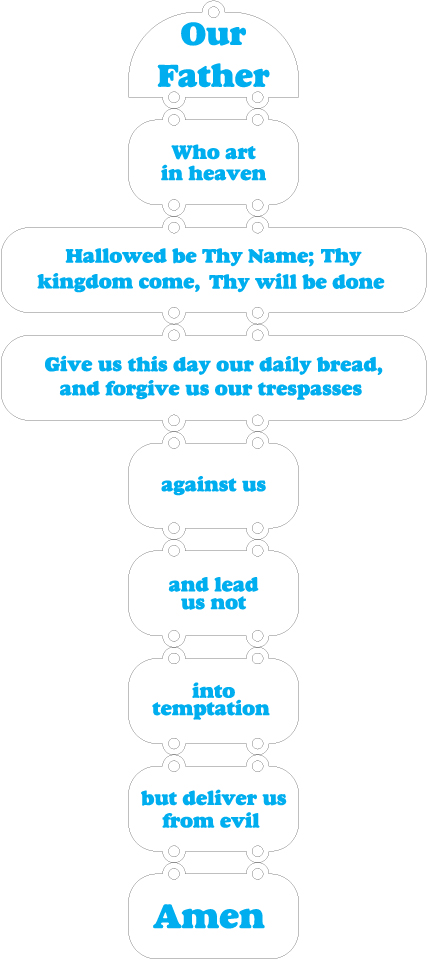 Our
Father
Who art
in heaven
Hallowed be Thy Name; Thy
kingdom come, Thy will be done
Give us this day our daily bread,
and forgive us our trespasses
against us
and lead
us not
into
temptation
but deliver us
from evil
Amen